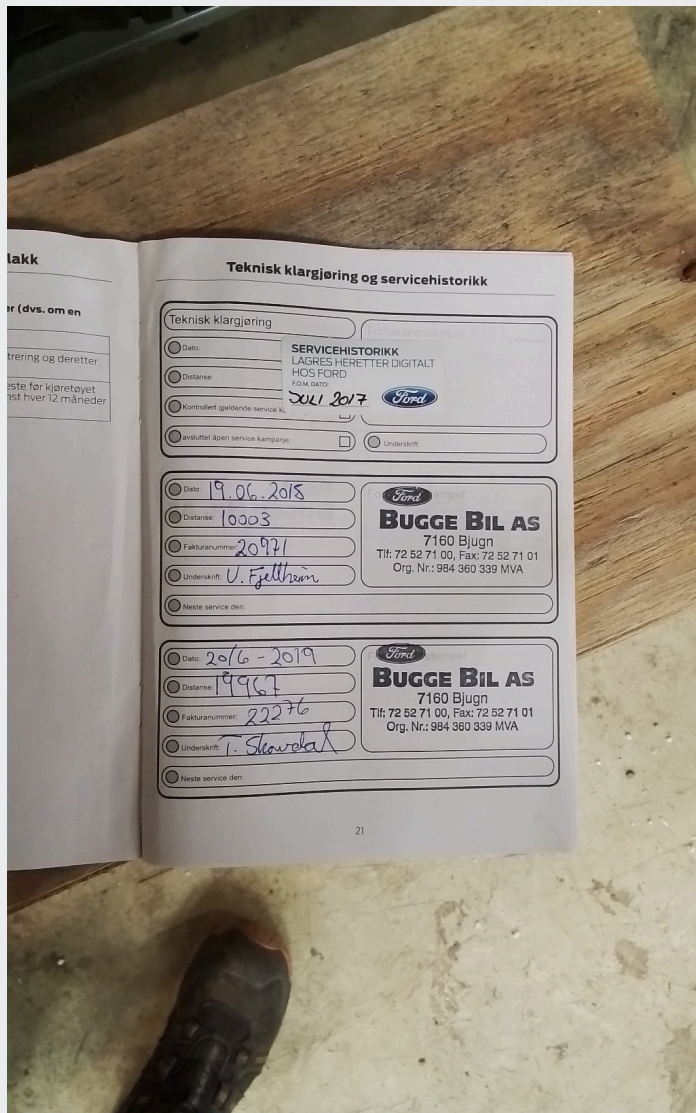 lakk
er (dvs. om en
trering og deretter
este før kjøretøyet
nst hver 12 måneder
Teknisk klargjøring og servicehistorikk
Teknisk klargjøring
Dato:
Distanse:
Kontrollert gjeldende service
avsluttet åpen service kampanje:
SERVICEHISTORIKK
LAGRES HERETTER DIGITALT
HOS FORD
F.O.M. DATO:
JULI 2017
Ford
Underskrift:
Dato: 19.06.2018
Distanse: 10003
Fakturanummer: 20971
Underskrift: U. Fjellheim
Neste service den:
Ford
BUGGE BIL AS
7160 Bjugn
Tlf: 72 52 71 00, Fax: 72 52 71 01
Org. Nr.: 984 360 339 MVA
Dato: 20/6 - 2019
Distanse: 19967
Fakturanummer: 22276
Underskrift: T. Skavdal
Neste service den:
Ford
BUGGE BIL AS
7160 Bjugn
Tlf: 72 52 71 00, Fax: 72 52 71 01
Org. Nr.: 984 360 339 MVA
21